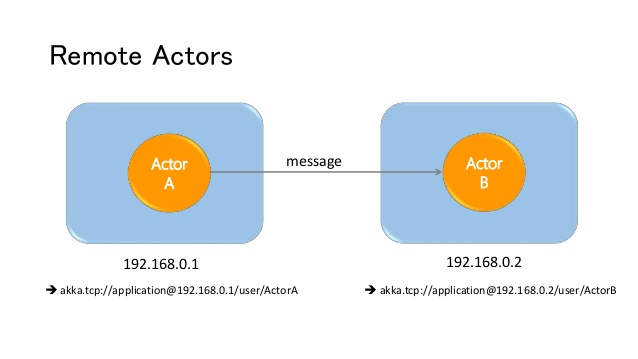 Remote Actors
Actor
A
message
Actor
B
192.168.0.1
192.168.0.2
➔ akka.tcp://application@192.168.0.1/user/ActorA
➔ akka.tcp://application@192.168.0.2/user/ActorB